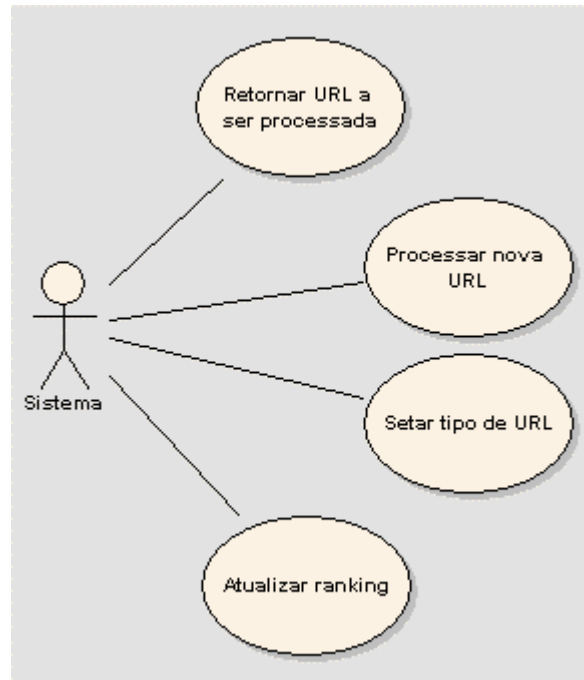 Retornar URL a
ser processada
Processar nova
URL
Sistema
Setar tipo de URL
Atualizar ranking